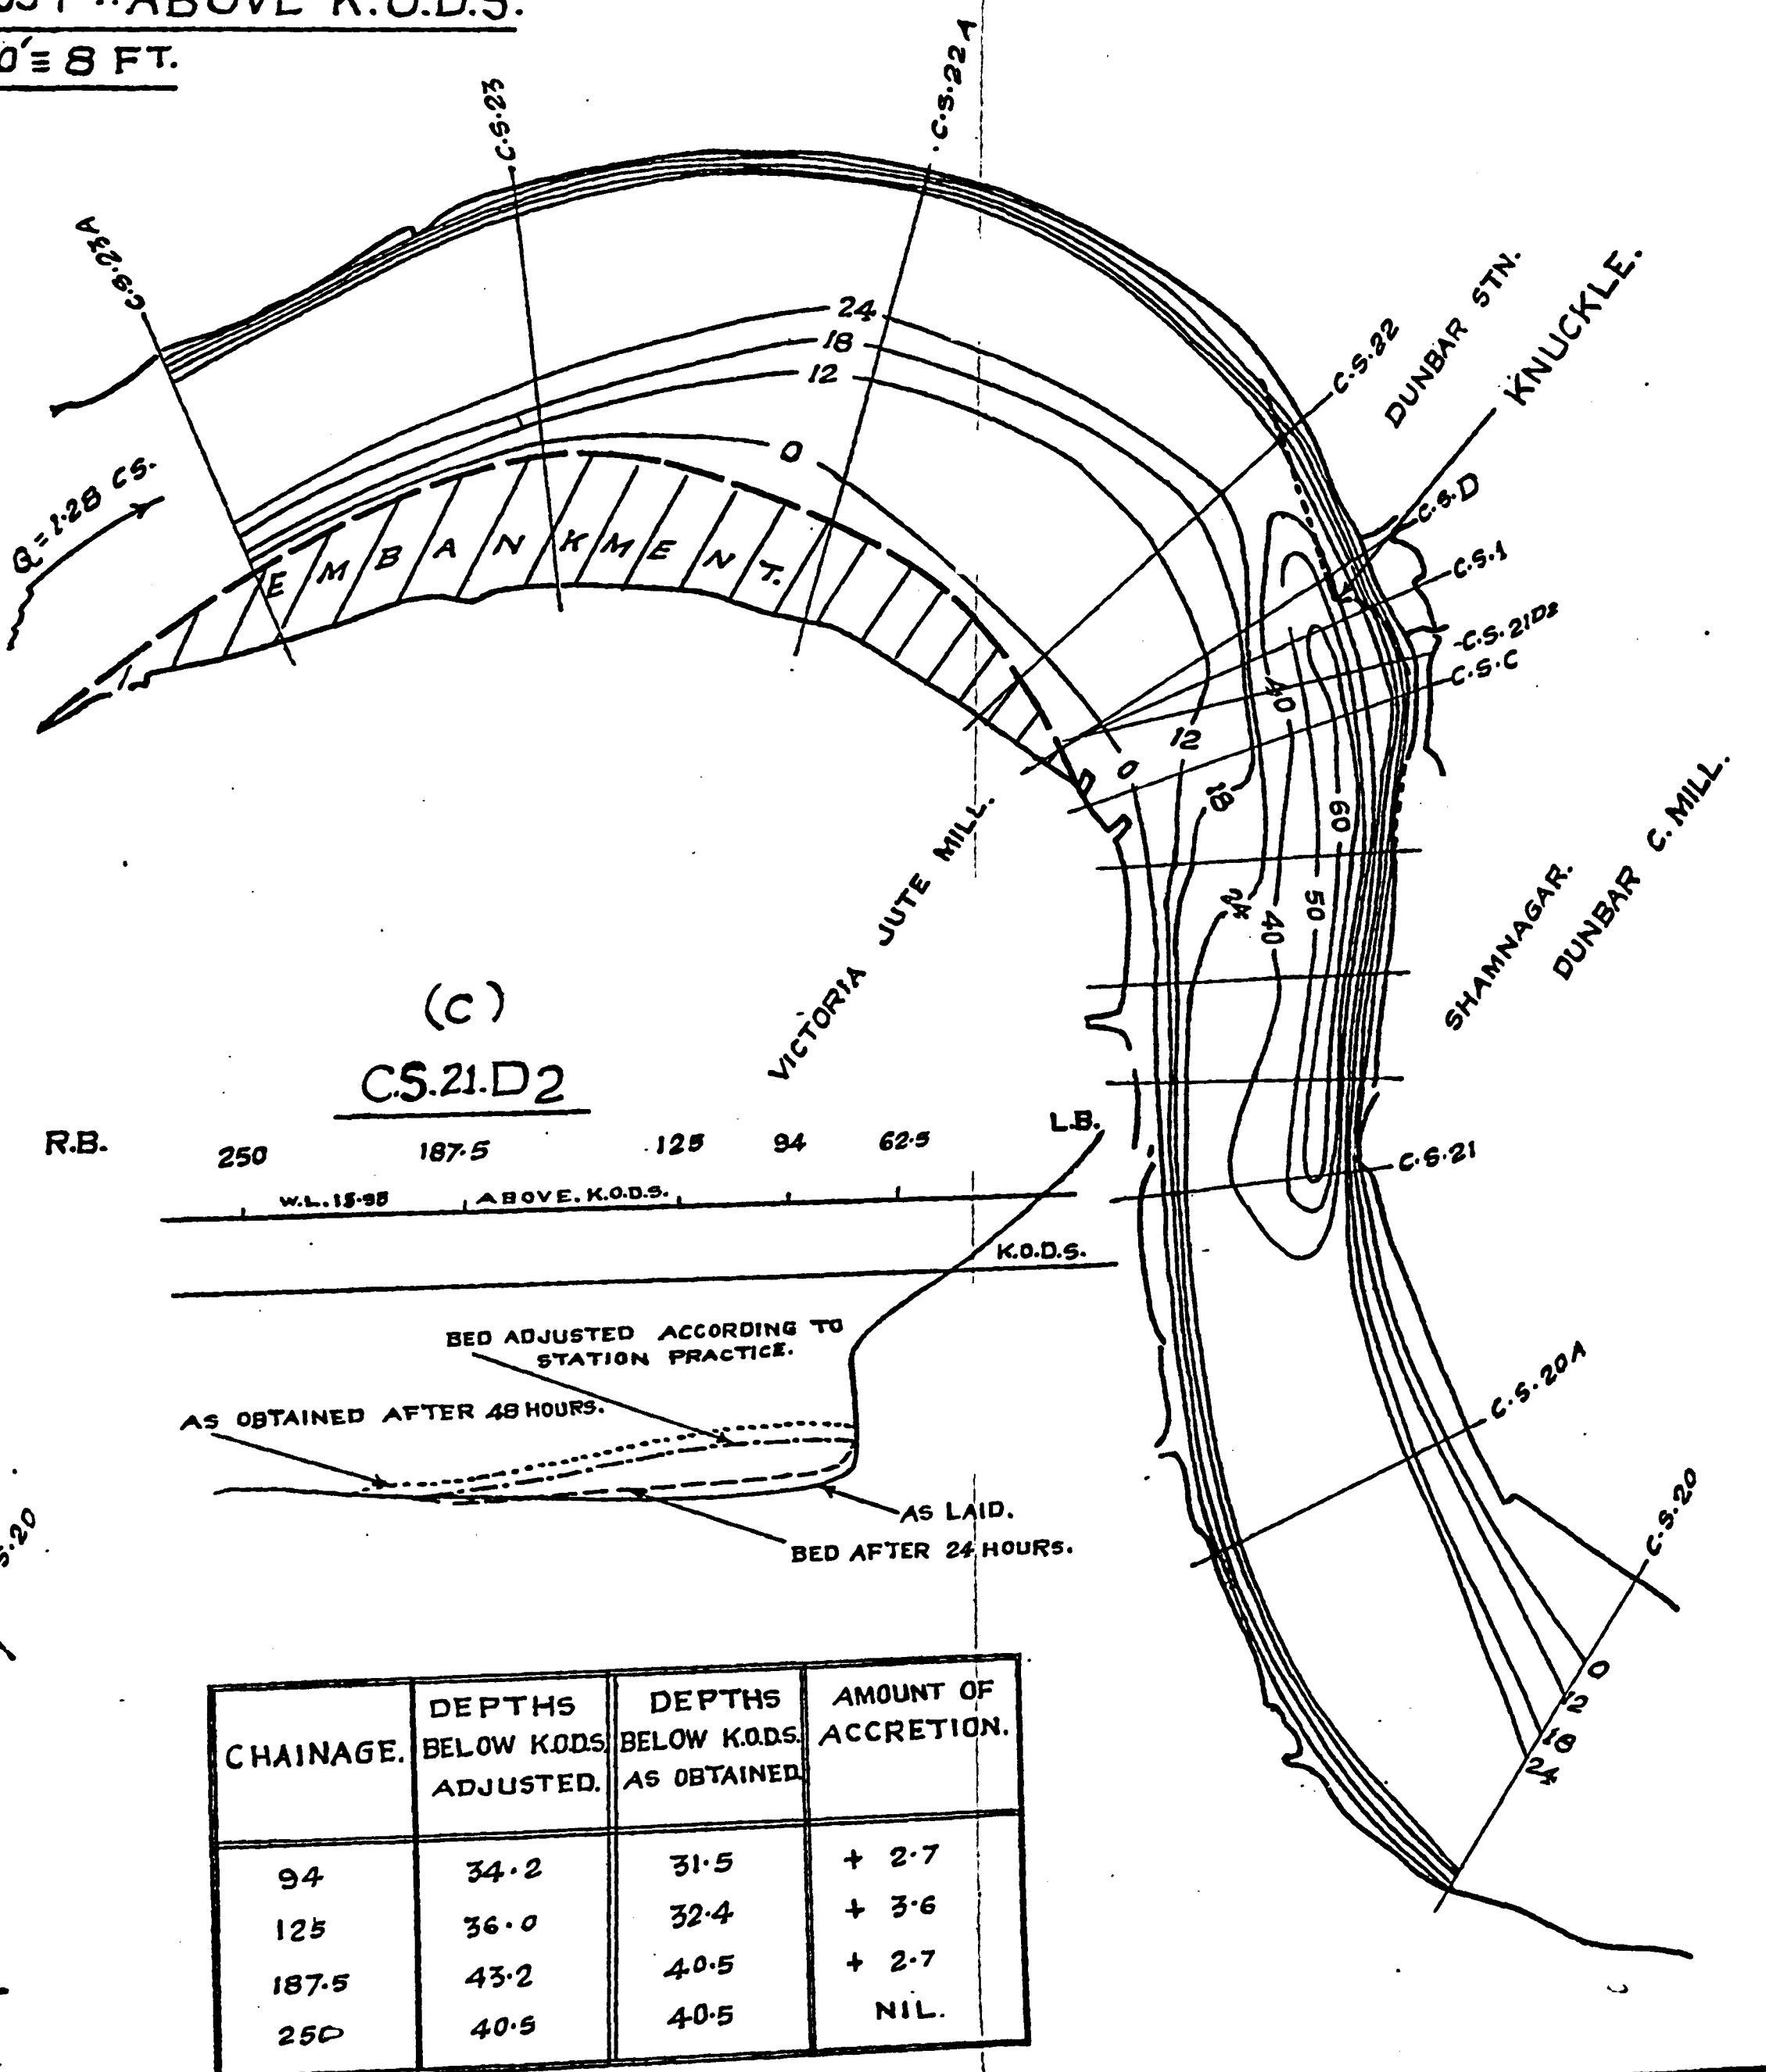 ABOVE K.O.D.S.
0'≡ 8 FT.
C.S.22A
C.S.23
C.S.23A
24
18
12
0
Q=1.28 CS.
EMBANKMENT.
C.S.22
DUNBAR STN.
KNUCKLE.
C.S.D
C.S.1
C.S.21D2
C.S.C
40
12
0
18
60
24
40
50
VICTORIA JUTE MILL.
SHAMNAGAR.
DUNBAR C. MILL.
C.S.21
C.S.20A
C.S.20
0
12
18
24
S.20
(C)
C.S.21.D2
R.B. 250 187.5 125 94 62.5 L.B.
W.L. 15.95 ABOVE. K.O.D.S.
K.O.D.S.
BED ADJUSTED ACCORDING TO
STATION PRACTICE.
AS OBTAINED AFTER 48 HOURS.
AS LAID.
BED AFTER 24 HOURS.
CHAINAGE. DEPTHS BELOW K.O.D.S. ADJUSTED. DEPTHS BELOW K.O.D.S. AS OBTAINED. AMOUNT OF ACCRETION.
94 34.2 31.5 + 2.7
125 36.0 32.4 + 3.6
187.5 43.2 40.5 + 2.7
250 40.5 40.5 NIL.